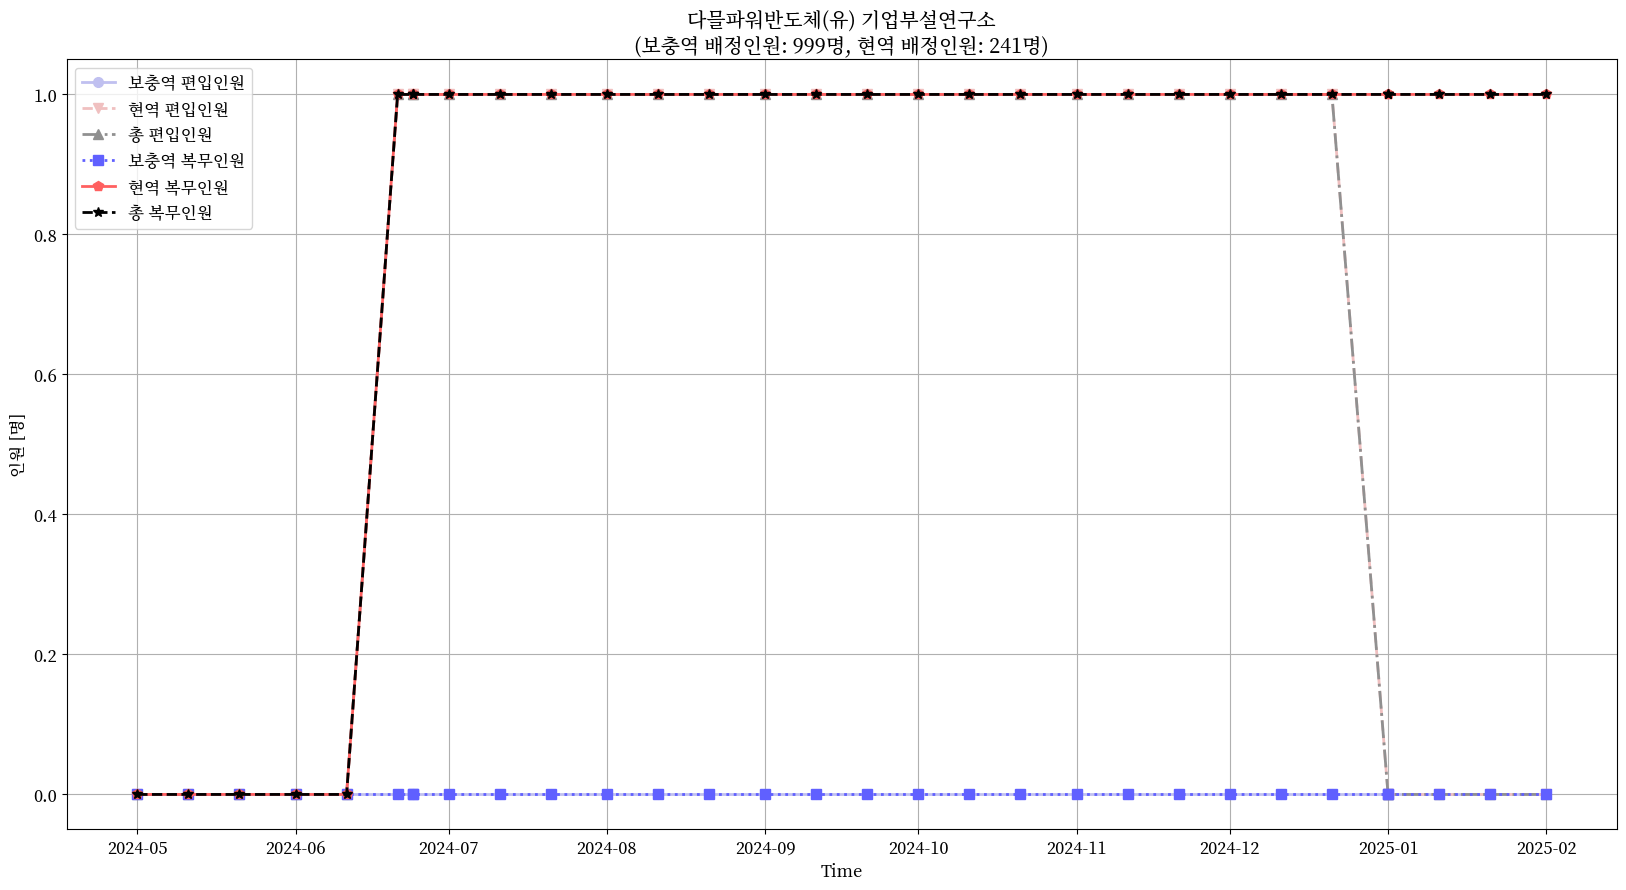 다믈파워반도체(유) 기업부설연구소
(보충역 배정인원: 999명, 현역 배정인원: 241명)
보충역 편입인원
현역 편입인원
총 편입인원
보충역 복무인원
현역 복무인원
총 복무인원
1.0
0.8
0.6
0.4
0.2
0.0
인원 [명]
2024-05 2024-06 2024-07 2024-08 2024-09 2024-10 2024-11 2024-12 2025-01 2025-02
Time